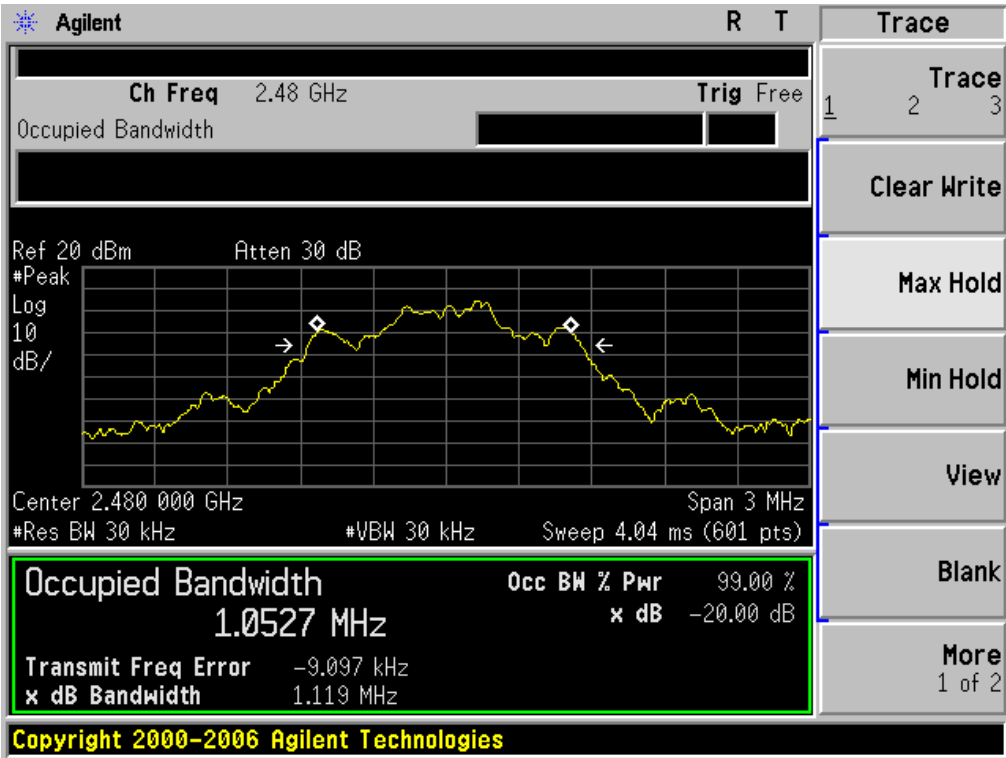 Agilent R T Trace
Ch Freq 2.48 GHz Trig Free
Occupied Bandwidth
Trace
1 2 3
Clear Write
Max Hold
Min Hold
View
Blank
More
1 of 2
Ref 20 dBm Atten 30 dB
#Peak
Log
10
dB/
Center 2.480 000 GHz Span 3 MHz
#Res BW 30 kHz #VBW 30 kHz Sweep 4.04 ms (601 pts)
Occupied Bandwidth Occ BW % Pwr 99.00 %
1.0527 MHz x dB -20.00 dB
Transmit Freq Error -9.097 kHz
x dB Bandwidth 1.119 MHz
Copyright 2000-2006 Agilent Technologies